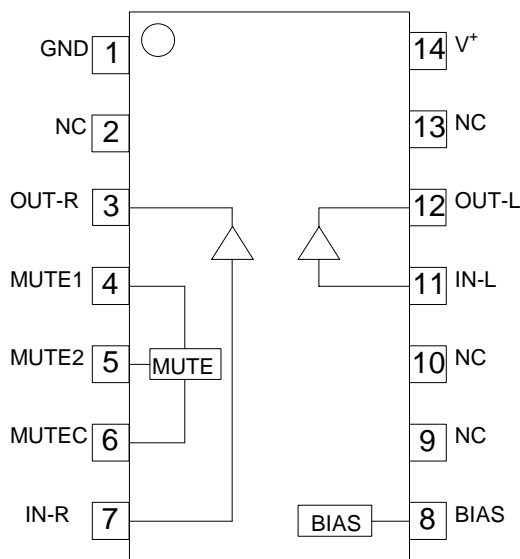 GND 1 14 V+
NC 2 13 NC
OUT-R 3 12 OUT-L
MUTE1 4 11 IN-L
MUTE2 5 MUTE 10 NC
MUTEC 6 9 NC
IN-R 7 BIAS 8 BIAS